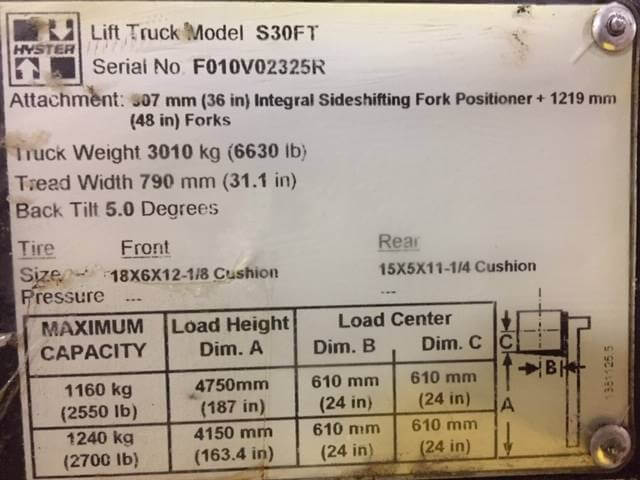 HYSTER
Lift Truck Model S30FT
Serial No. F010V02325R
Attachment: 907 mm (36 in) Integral Sideshifting Fork Positioner + 1219 mm
(48 in) Forks
Truck Weight 3010 kg (6630 lb)
Tread Width 790 mm (31.1 in)
Back Tilt 5.0 Degrees
Tire Front Rear
Size 18X6X12-1/8 Cushion 15X5X11-1/4 Cushion
Pressure --- ---
MAXIMUM CAPACITY Load Height Dim. A Load Center Dim. B Dim. C
1160 kg (2550 lb) 4750mm (187 in) 610 mm (24 in) 610 mm (24 in)
1240 kg (2700 lb) 4150 mm (163.4 in) 610 mm (24 in) 610 mm (24 in)
C
B
A
1381125.5